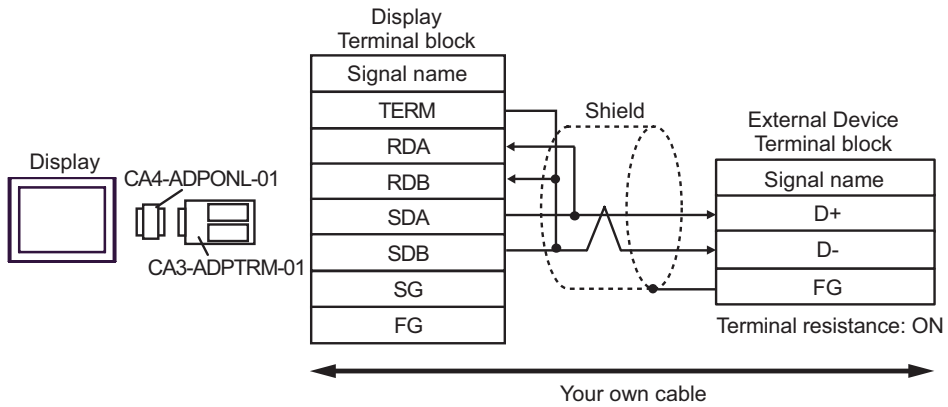 Display
Terminal block
Signal name
TERM
RDA
RDB
SDA
SDB
SG
FG
Shield
External Device
Terminal block
Signal name
D+
D-
FG
Terminal resistance: ON
Display
CA4-ADPONL-01
CA3-ADPTRM-01
Your own cable